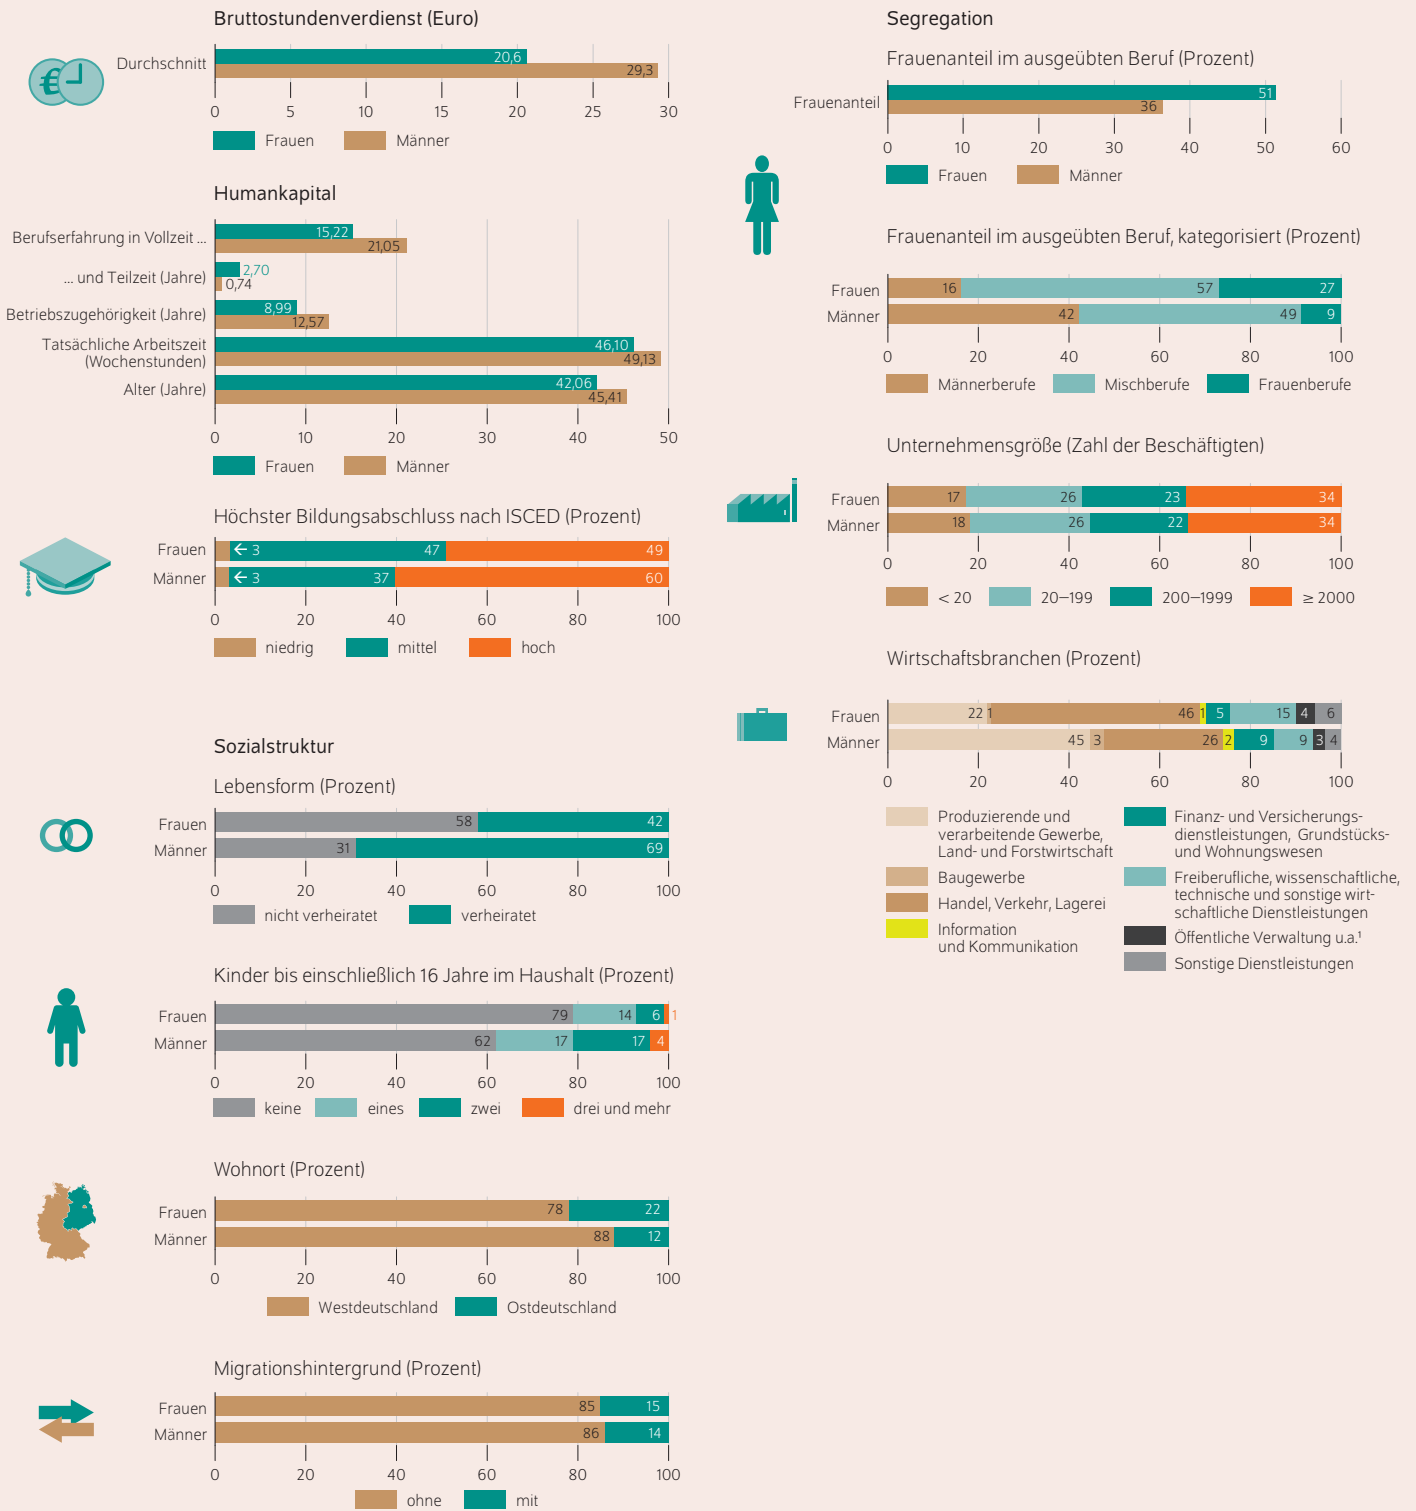 Bruttostundenverdienst (Euro)
Durchschnitt
20,6
29,3
0 5 10 15 20 25 30
Frauen Männer
Humankapital
Berufserfahrung in Vollzeit ...
15,22
21,05
... und Teilzeit (Jahre)
2,70
0,74
Betriebszugehörigkeit (Jahre)
8,99
12,57
Tatsächliche Arbeitszeit
(Wochenstunden)
46,10
49,13
Alter (Jahre)
42,06
45,41
0 10 20 30 40 50
Frauen Männer
Höchster Bildungsabschluss nach ISCED (Prozent)
Frauen ← 3 47 49
Männer ← 3 37 60
0 20 40 60 80 100
niedrig mittel hoch
Sozialstruktur
Lebensform (Prozent)
Frauen 58 42
Männer 31 69
0 20 40 60 80 100
nicht verheiratet verheiratet
Kinder bis einschließlich 16 Jahre im Haushalt (Prozent)
Frauen 79 14 6 1
Männer 62 17 17 4
0 20 40 60 80 100
keine eines zwei drei und mehr
Wohnort (Prozent)
Frauen 78 22
Männer 88 12
0 20 40 60 80 100
Westdeutschland Ostdeutschland
Migrationshintergrund (Prozent)
Frauen 85 15
Männer 86 14
0 20 40 60 80 100
ohne mit
Segregation
Frauenanteil im ausgeübten Beruf (Prozent)
Frauenanteil
51
36
0 10 20 30 40 50 60
Frauen Männer
Frauenanteil im ausgeübten Beruf, kategorisiert (Prozent)
Frauen 16 57 27
Männer 42 49 9
0 20 40 60 80 100
Männerberufe Mischberufe Frauenberufe
Unternehmensgröße (Zahl der Beschäftigten)
Frauen 17 26 23 34
Männer 18 26 22 34
0 20 40 60 80 100
< 20 20–199 200–1999 ≥ 2000
Wirtschaftsbranchen (Prozent)
Frauen 22 1 46 1 5 15 4 6
Männer 45 3 26 2 9 9 3 4
0 20 40 60 80 100
Produzierende und
verarbeitende Gewerbe,
Land- und Forstwirtschaft
Baugewerbe
Handel, Verkehr, Lagerei
Information
und Kommunikation
Finanz- und Versicherungs-
dienstleistungen, Grundstücks-
und Wohnungswesen
Freiberufliche, wissenschaftliche,
technische und sonstige wirt-
schaftliche Dienstleistungen
Öffentliche Verwaltung u.a.¹
Sonstige Dienstleistungen
€